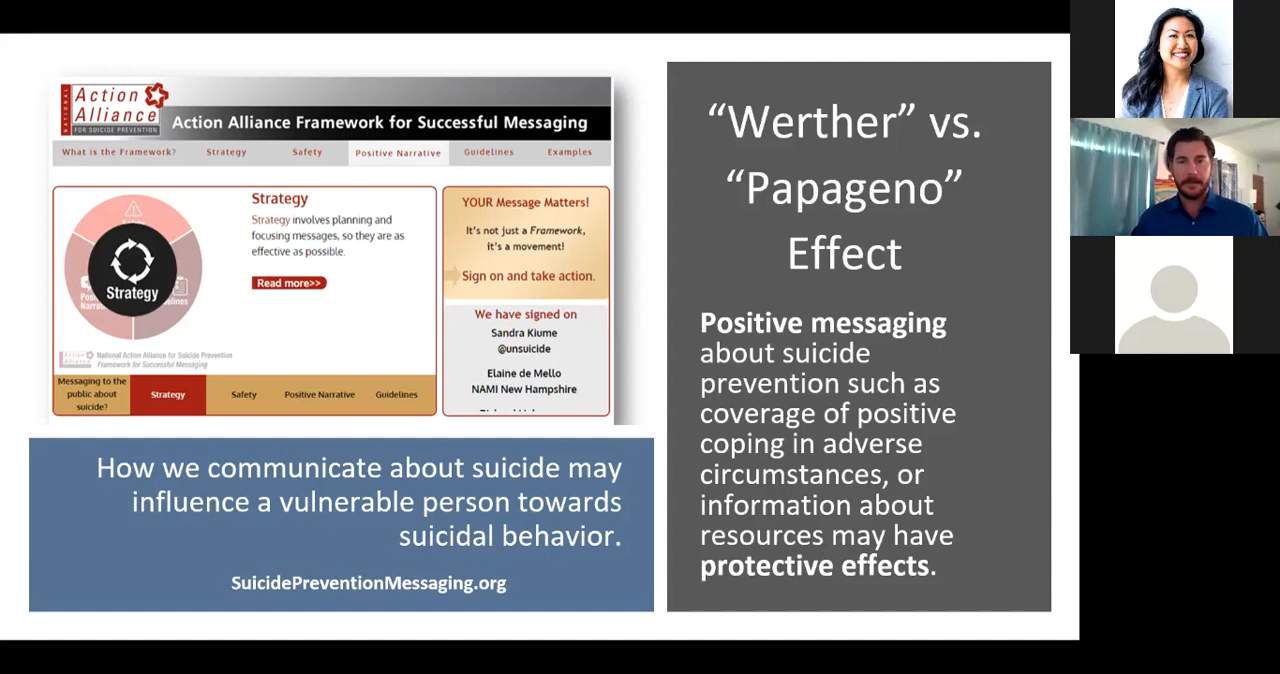 NATIONAL
Action
Alliance
FOR SUICIDE PREVENTION
Action Alliance Framework for Successful Messaging
What is the Framework? Strategy Safety Positive Narrative Guidelines Examples
Strategy
Strategy involves planning and
focusing messages, so they are as
effective as possible.
Read more>>
Strategy
National Action Alliance for Suicide Prevention
Framework for Successful Messaging
Messaging to the
public about
suicide?
Strategy Safety Positive Narrative Guidelines
YOUR Message Matters!
It's not just a Framework,
it's a movement!
Sign on and take action.
We have signed on
Sandra Kiume
@unsuicide
Elaine de Mello
NAMI New Hampshire
How we communicate about suicide may
influence a vulnerable person towards
suicidal behavior.
SuicidePreventionMessaging.org
“Werther” vs.
“Papageno”
Effect
Positive messaging
about suicide
prevention such as
coverage of positive
coping in adverse
circumstances, or
information about
resources may have
protective effects.